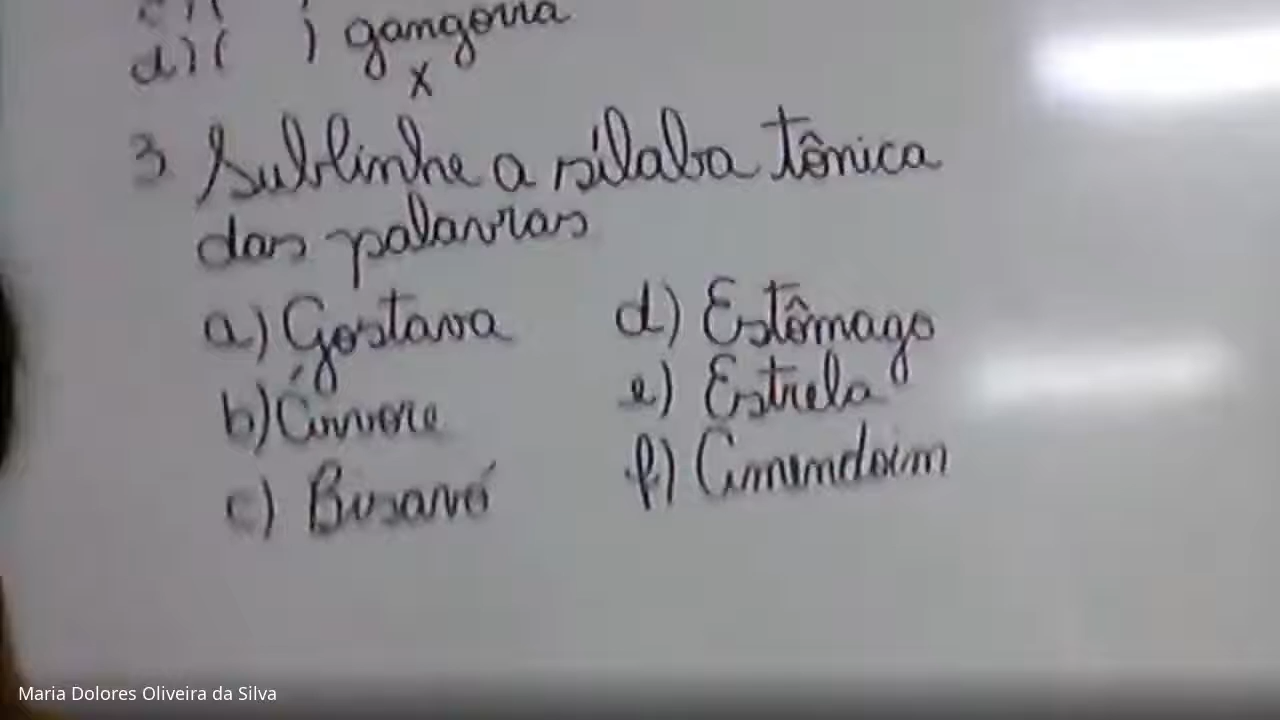 d) ( ) gangorra
x
3 Sublinhe a sílaba tônica
das palavras
a) Gostava
b) Árvore
c) Bisavó
d) Estômago
e) Estrela
f) Amendoim
Maria Dolores Oliveira da Silva